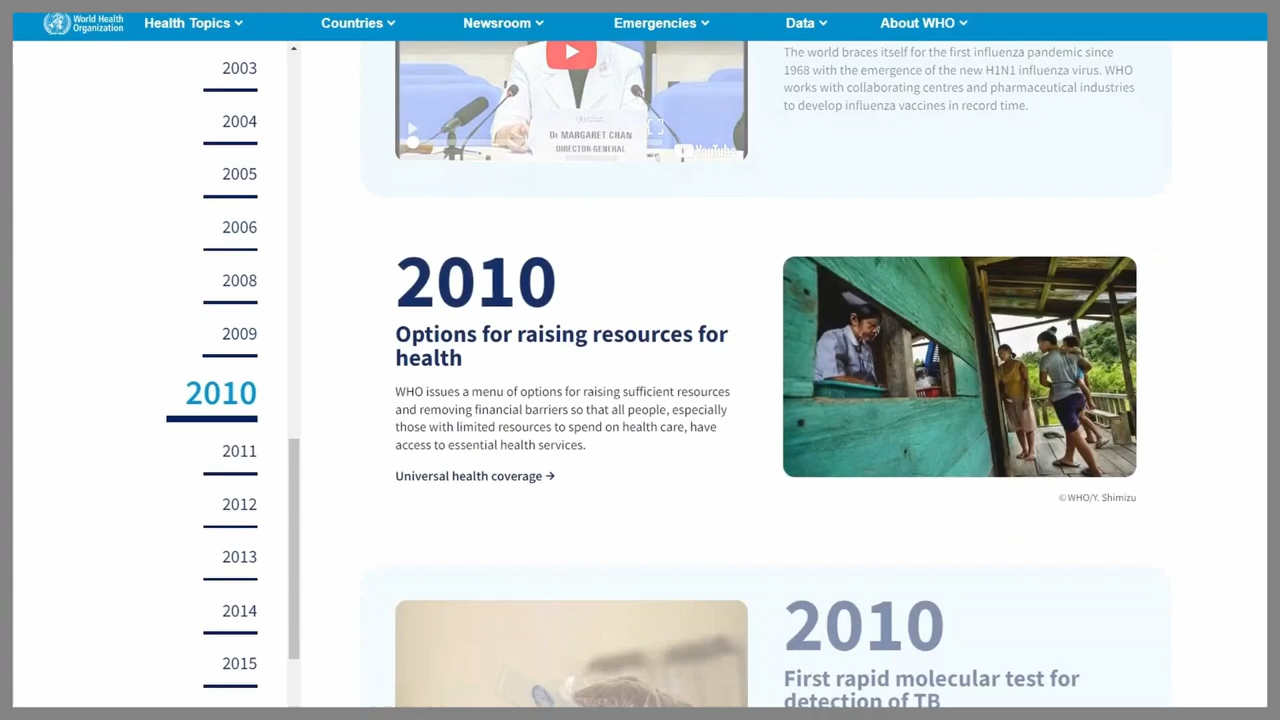 World Health
Organization
Health Topics
Countries
Newsroom
Emergencies
Data
About WHO
2003
2004
2005
2006
2008
2009
2010
2011
2012
2013
2014
2015
Dr MARGARET CHAN
DIRECTOR-GENERAL
YouTube
The world braces itself for the first influenza pandemic since
1968 with the emergence of the new H1N1 influenza virus. WHO
works with collaborating centres and pharmaceutical industries
to develop influenza vaccines in record time.
2010
Options for raising resources for
health
WHO issues a menu of options for raising sufficient resources
and removing financial barriers so that all people, especially
those with limited resources to spend on health care, have
access to essential health services.
Universal health coverage →
© WHO/Y. Shimizu
2010
First rapid molecular test for
detection of TB